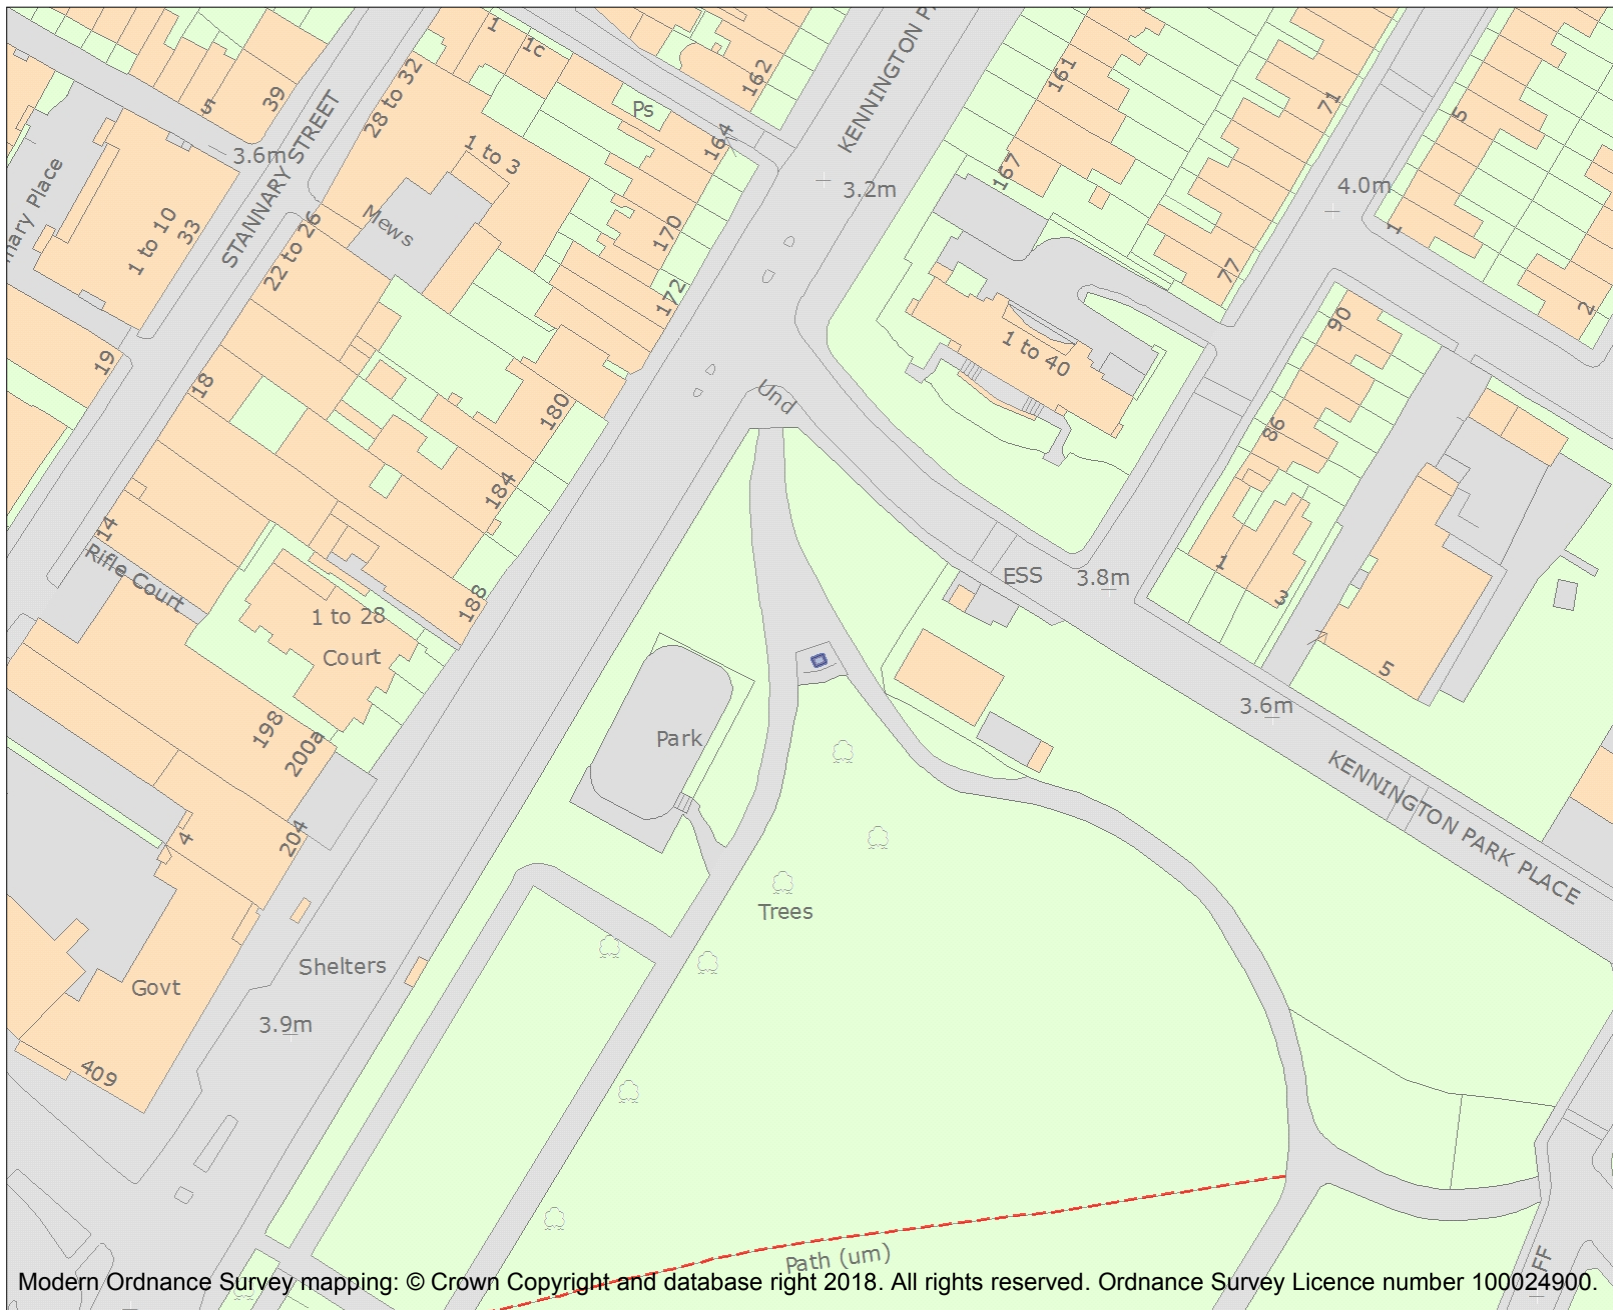 1
1c
162
KENNINGTON P
161
71
5
39
5
28 to 32
Ps
164
167
4.0m
3.6m
STANNARY STREET
1 to 3
3.2m
nary Place
1 to 10
33
22 to 26
Mews
170
172
77
1
2
90
19
18
1 to 40
Und
180
86
184
14
Rifle Court
188
ESS
3.8m
1
3
1 to 28
Court
5
198
200a
Park
3.6m
KENNINGTON PARK PLACE
4
204
Trees
Shelters
Govt
3.9m
409
Path (um)
FF
Modern Ordnance Survey mapping: © Crown Copyright and database right 2018. All rights reserved. Ordnance Survey Licence number 100024900.